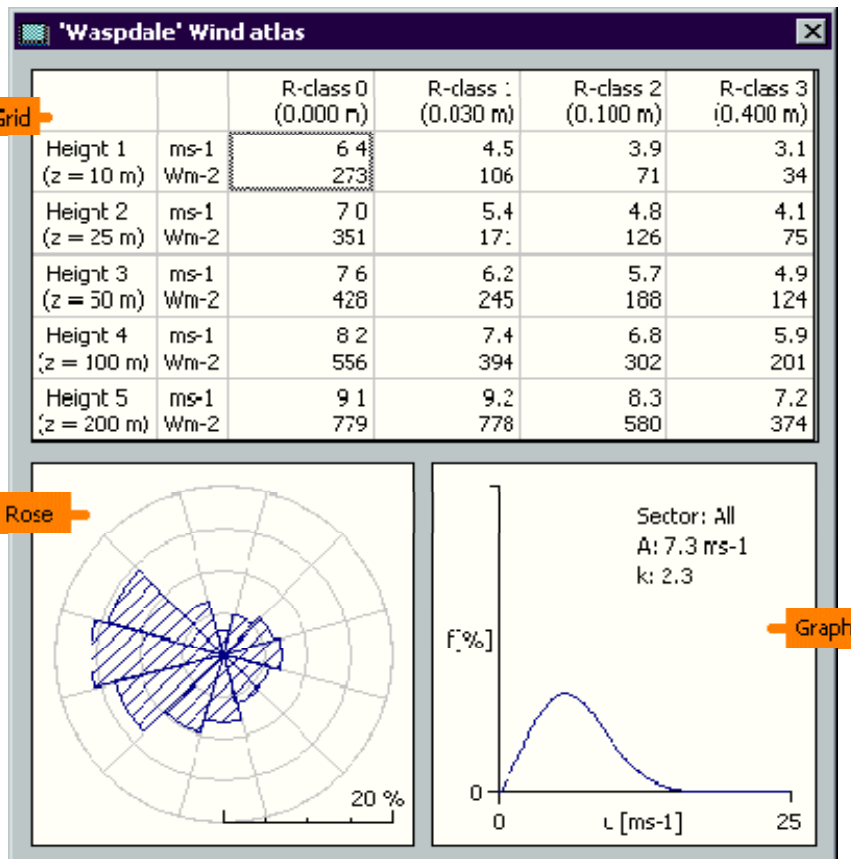 'Waspdale' Wind atlas
Grid
R-class 0 R-class 1 R-class 2 R-class 3
(0.000 m) (0.030 m) (0.100 m) (0.400 m)
Height 1 ms-1 6.4 4.5 3.9 3.1
(z = 10 m) Wm-2 273 106 71 34
Height 2 ms-1 7.0 5.4 4.8 4.1
(z = 25 m) Wm-2 351 171 126 75
Height 3 ms-1 7.6 6.2 5.7 4.9
(z = 50 m) Wm-2 428 245 188 124
Height 4 ms-1 8.2 7.4 6.8 5.9
(z = 100 m) Wm-2 556 394 302 201
Height 5 ms-1 9.1 9.2 8.3 7.2
(z = 200 m) Wm-2 779 778 580 374
Rose
20 %
Sector: All
A: 7.3 ms-1
k: 2.3
Graph
f[%]
0
0 u [ms-1] 25